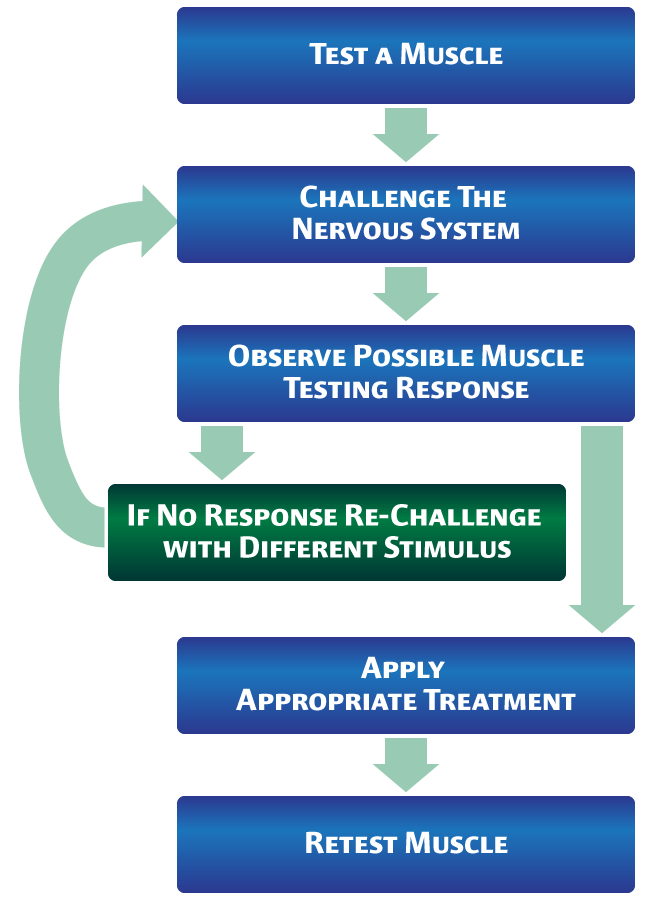 Test a Muscle
Challenge The
Nervous System
Observe Possible Muscle
Testing Response
If No Response Re-Challenge
with Different Stimulus
Apply
Appropriate Treatment
Retest Muscle